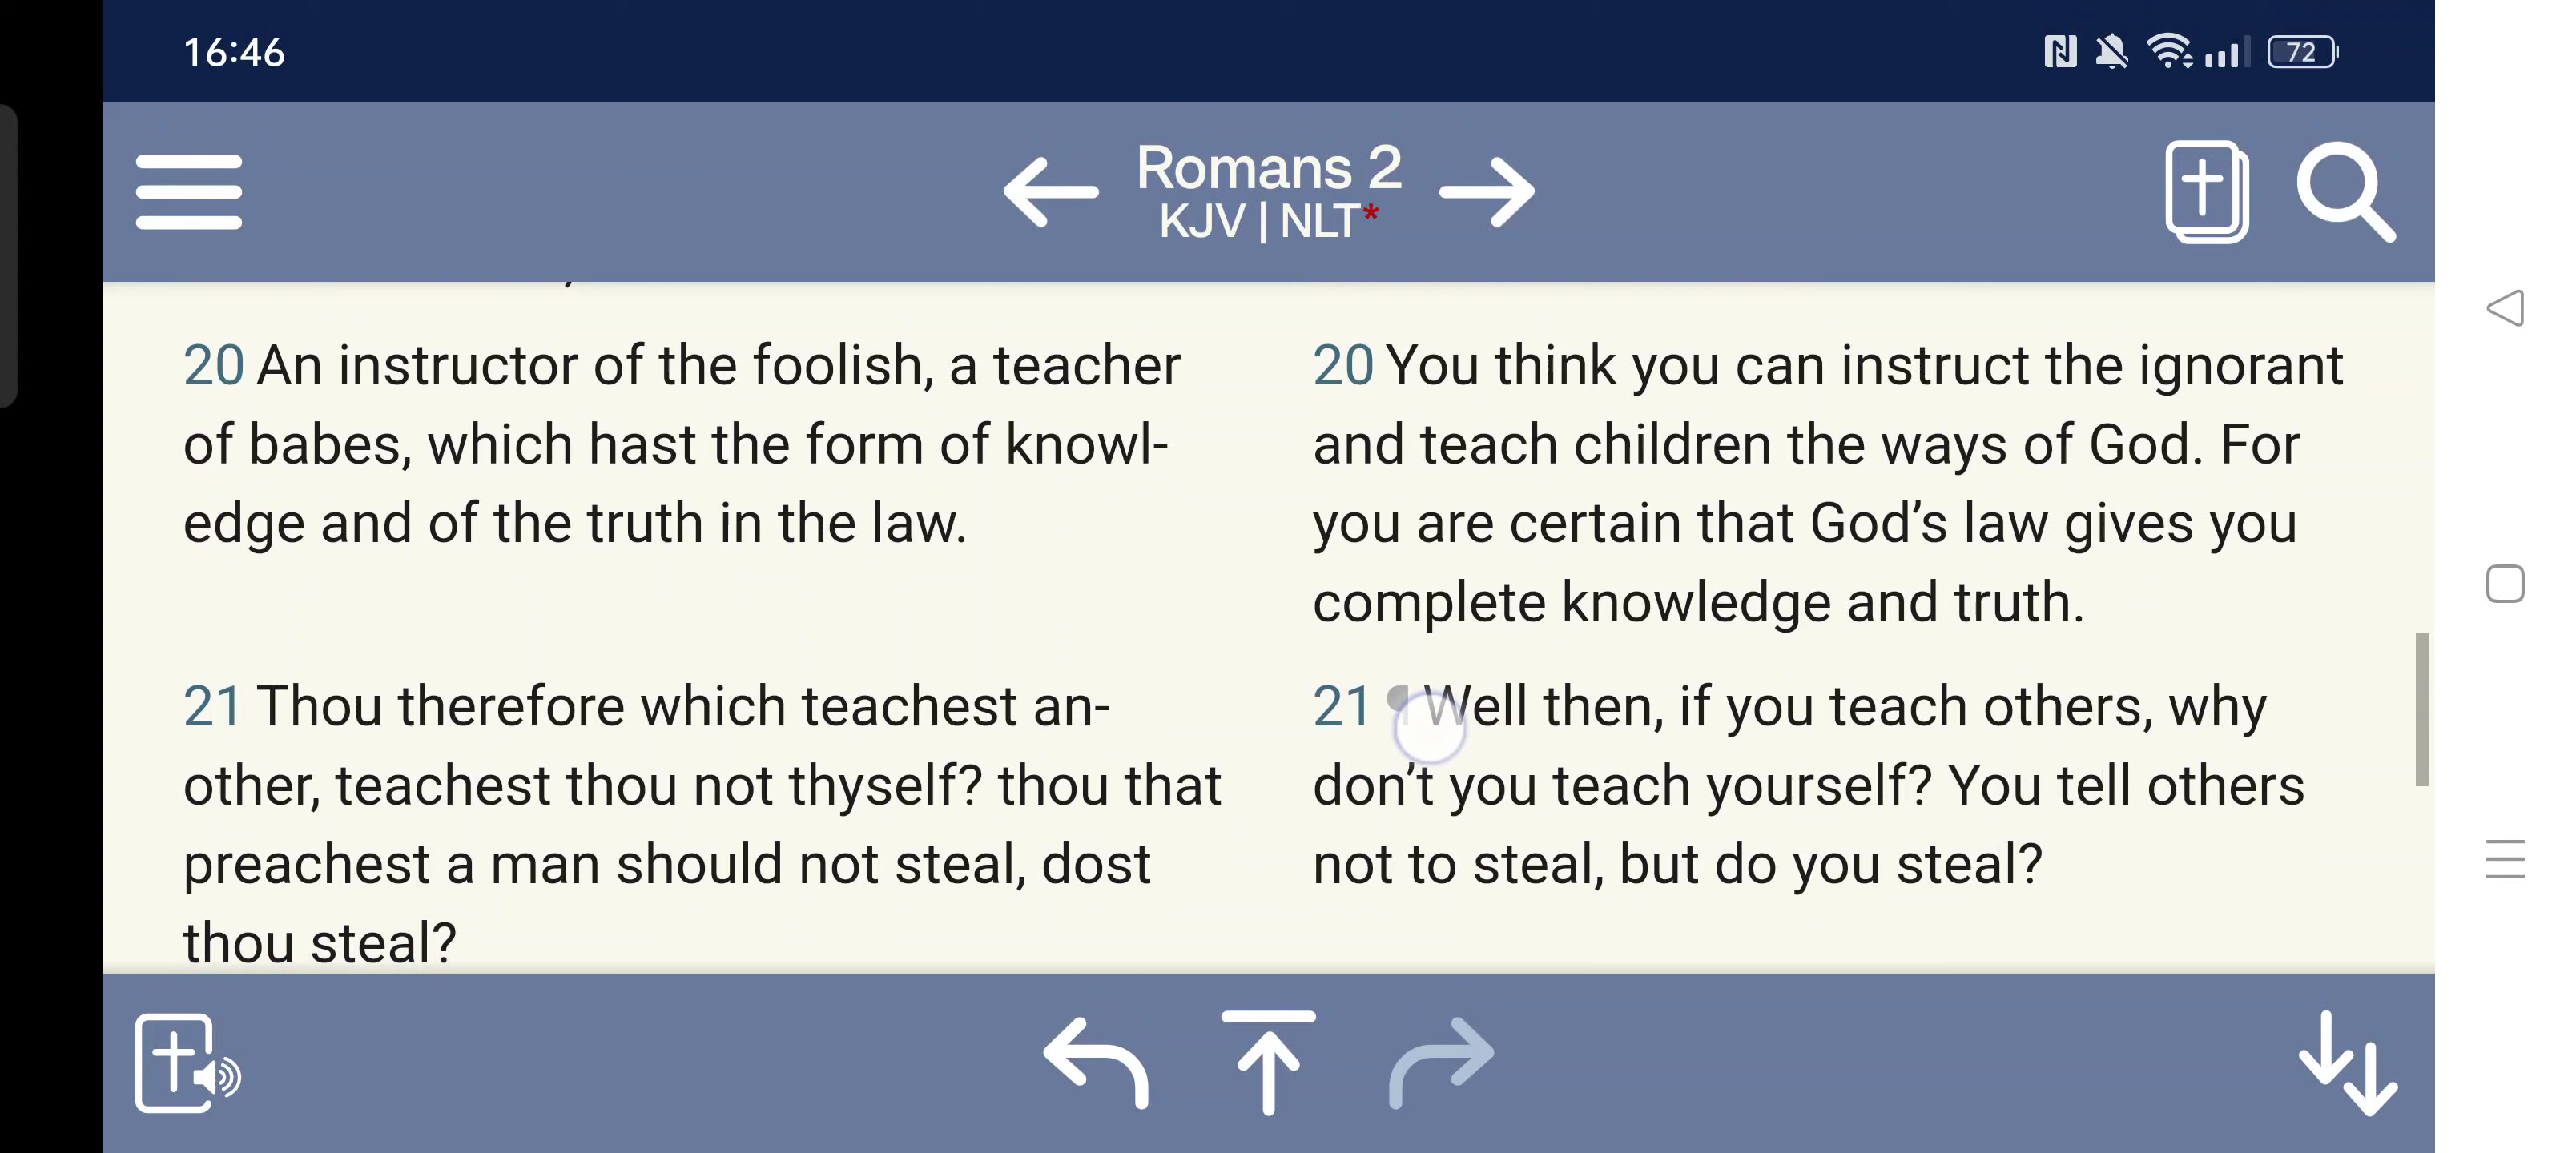 16:46
72
Romans 2
KJV | NLT*
20 An instructor of the foolish, a teacher
of babes, which hast the form of knowl-
edge and of the truth in the law.
21 Thou therefore which teachest an-
other, teachest thou not thyself? thou that
preachest a man should not steal, dost
thou steal?
20 You think you can instruct the ignorant
and teach children the ways of God. For
you are certain that God’s law gives you
complete knowledge and truth.
21 ¶ Well then, if you teach others, why
don’t you teach yourself? You tell others
not to steal, but do you steal?